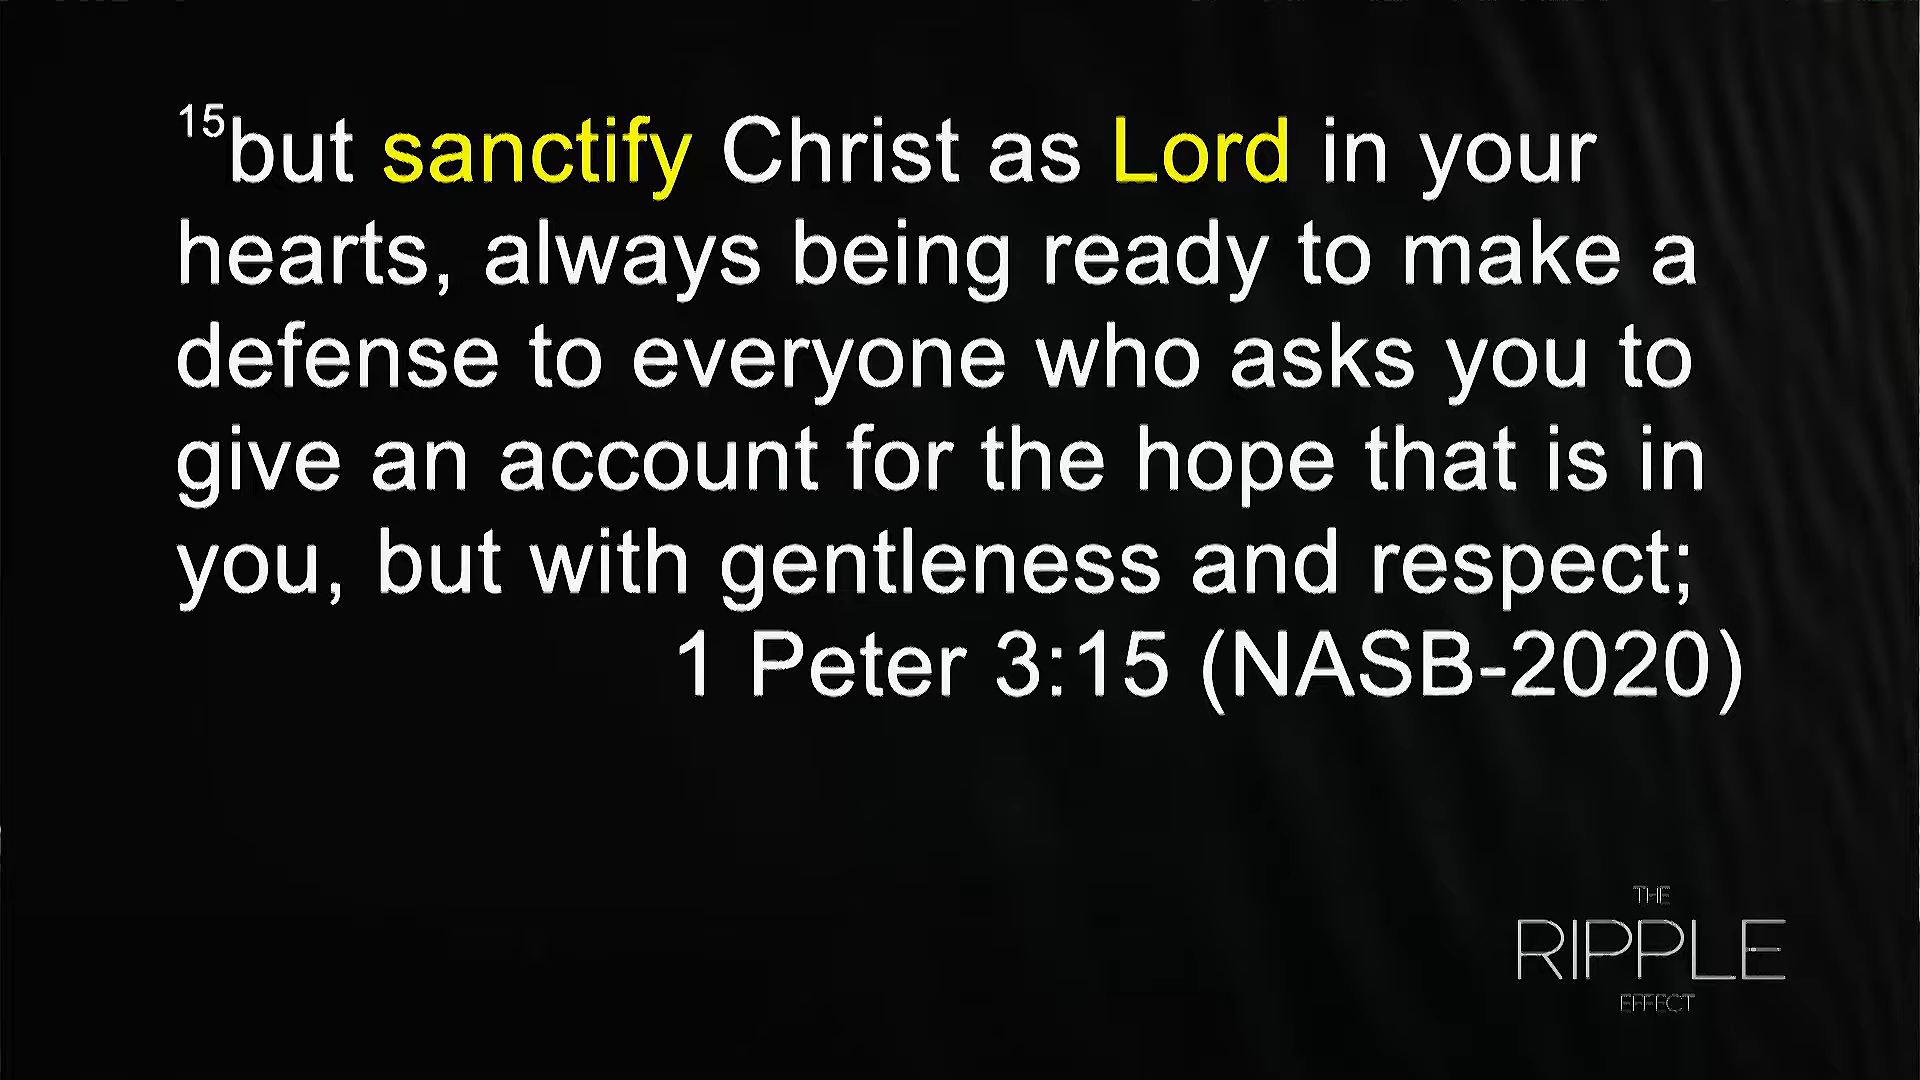 15but sanctify Christ as Lord in your
hearts, always being ready to make a
defense to everyone who asks you to
give an account for the hope that is in
you, but with gentleness and respect;
1 Peter 3:15 (NASB-2020)
THE
RIPPLE
EFFECT